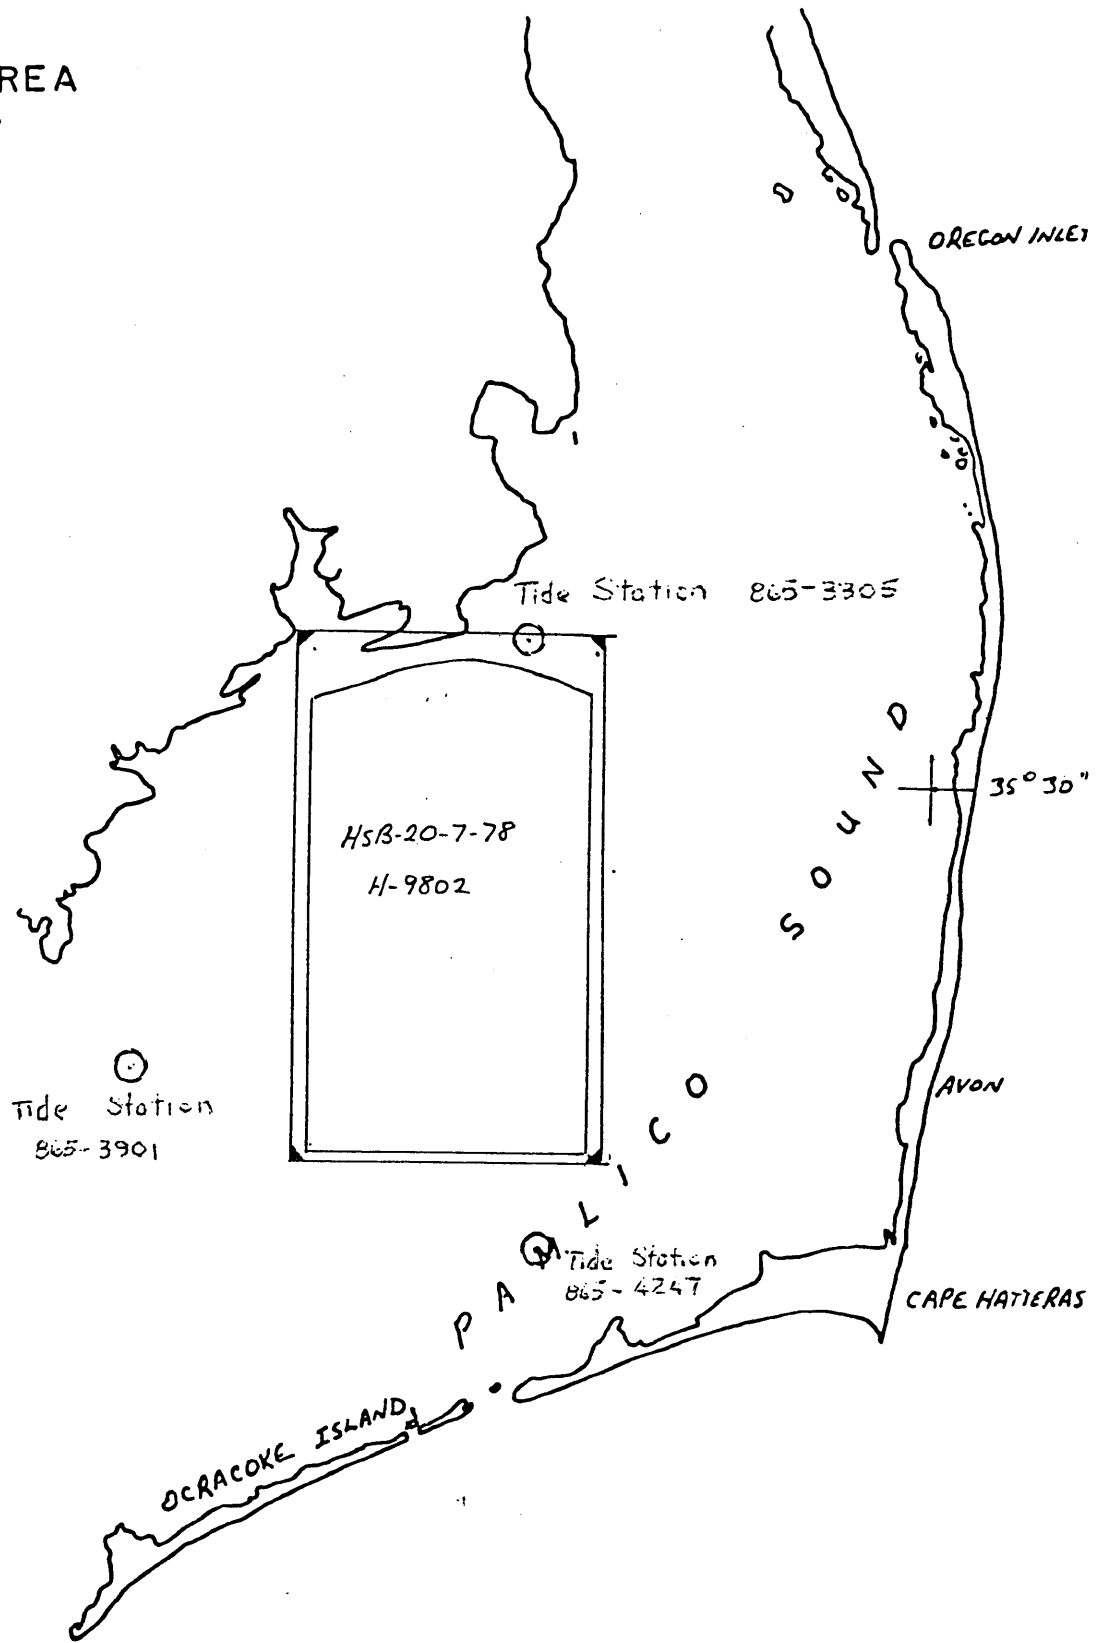 REA
OREGON INLET
Tide Station 865-3305
35° 30"
HSB-20-7-78
H-9802
PAMLICO SOUND
AVON
Tide Station
865-3901
Tide Station
865-4247
CAPE HATTERAS
OCRACOKE ISLAND